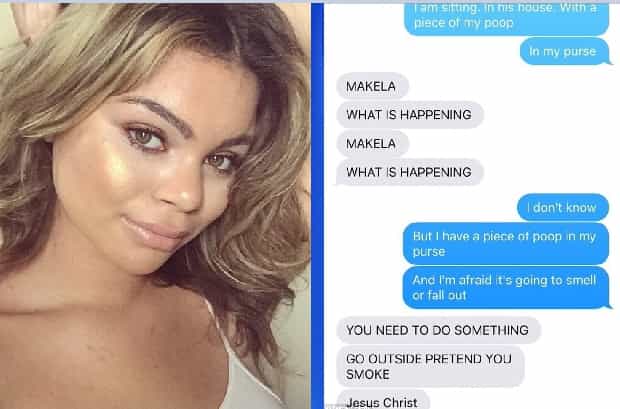 I am sitting. In his house. With a
piece of my poop
In my purse
MAKELA
WHAT IS HAPPENING
MAKELA
WHAT IS HAPPENING
I don't know
But I have a piece of poop in my
purse
And I'm afraid it's going to smell
or fall out
YOU NEED TO DO SOMETHING
GO OUTSIDE PRETEND YOU
SMOKE
Jesus Christ